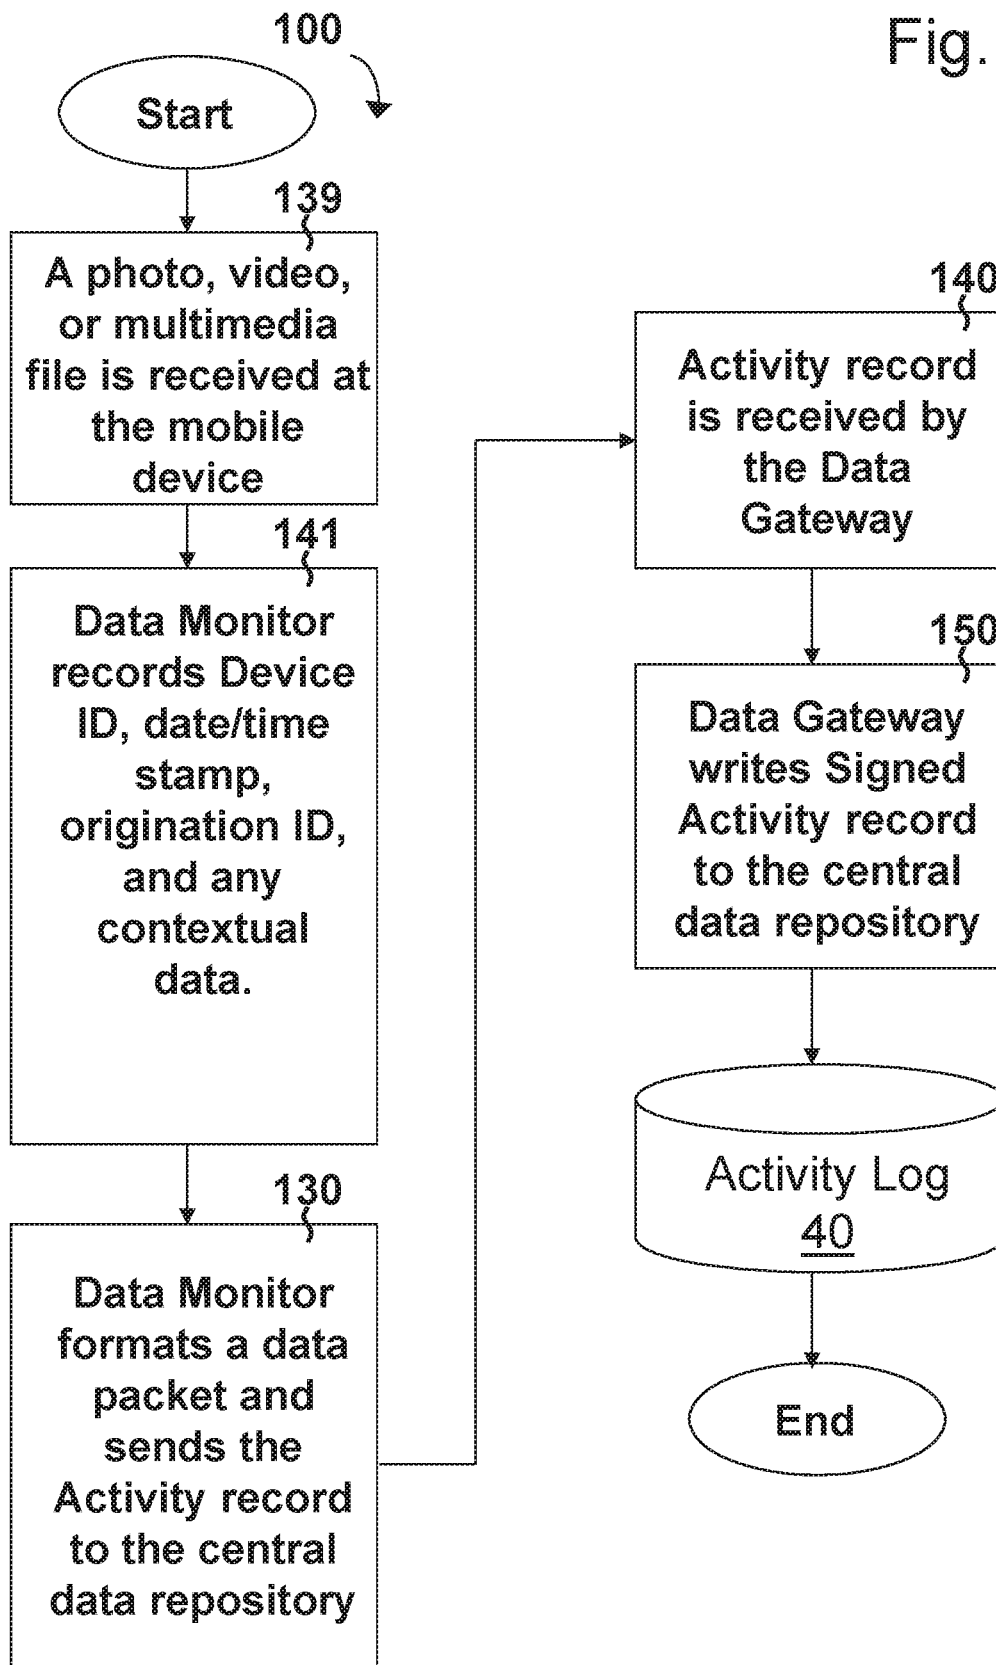 100
Fig.
Start
139
A photo, video,
or multimedia
file is received at
the mobile
device
141
Data Monitor
records Device
ID, date/time
stamp,
origination ID,
and any
contextual
data.
130
Data Monitor
formats a data
packet and
sends the
Activity record
to the central
data repository
140
Activity record
is received by
the Data
Gateway
150
Data Gateway
writes Signed
Activity record
to the central
data repository
Activity Log
40
End